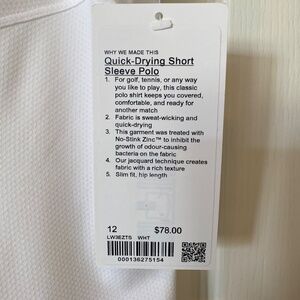 WHY WE MADE THIS
Quick-Drying Short
Sleeve Polo
1. For golf, tennis, or any way
you like to play, this classic
polo shirt keeps you covered,
comfortable, and ready for
another match
2. Fabric is sweat-wicking and
quick-drying
3. This garment was treated with
No-Stink Zinc™ to inhibit the
growth of odour-causing
bacteria on the fabric
4. Our jacquard technique creates
fabric with a rich texture
5. Slim fit, hip length
12 $78.00
LW3EZTS WHT
000136275154